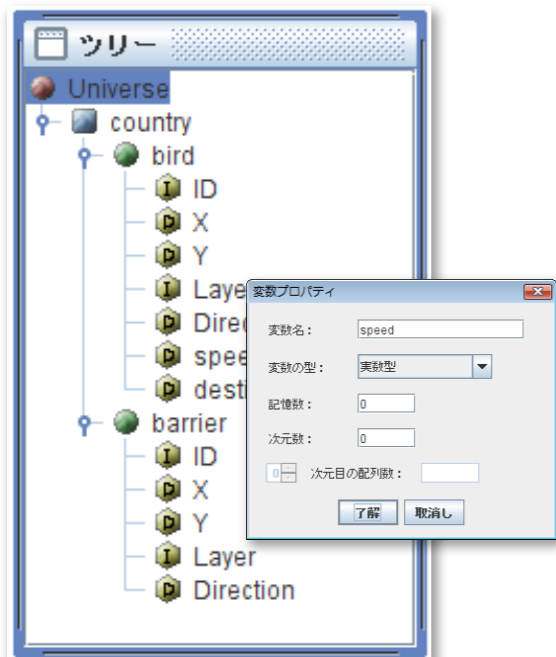 ツリー
Universe
country
bird
I ID
D X
D Y
I Laye
D Direc
D spee
D desti
barrier
I ID
D X
D Y
I Layer
D Direction
変数プロパティ
変数名： speed
変数の型： 実数型
記憶数： 0
次元数： 0
0 次元目の配列数：
了解 取消し